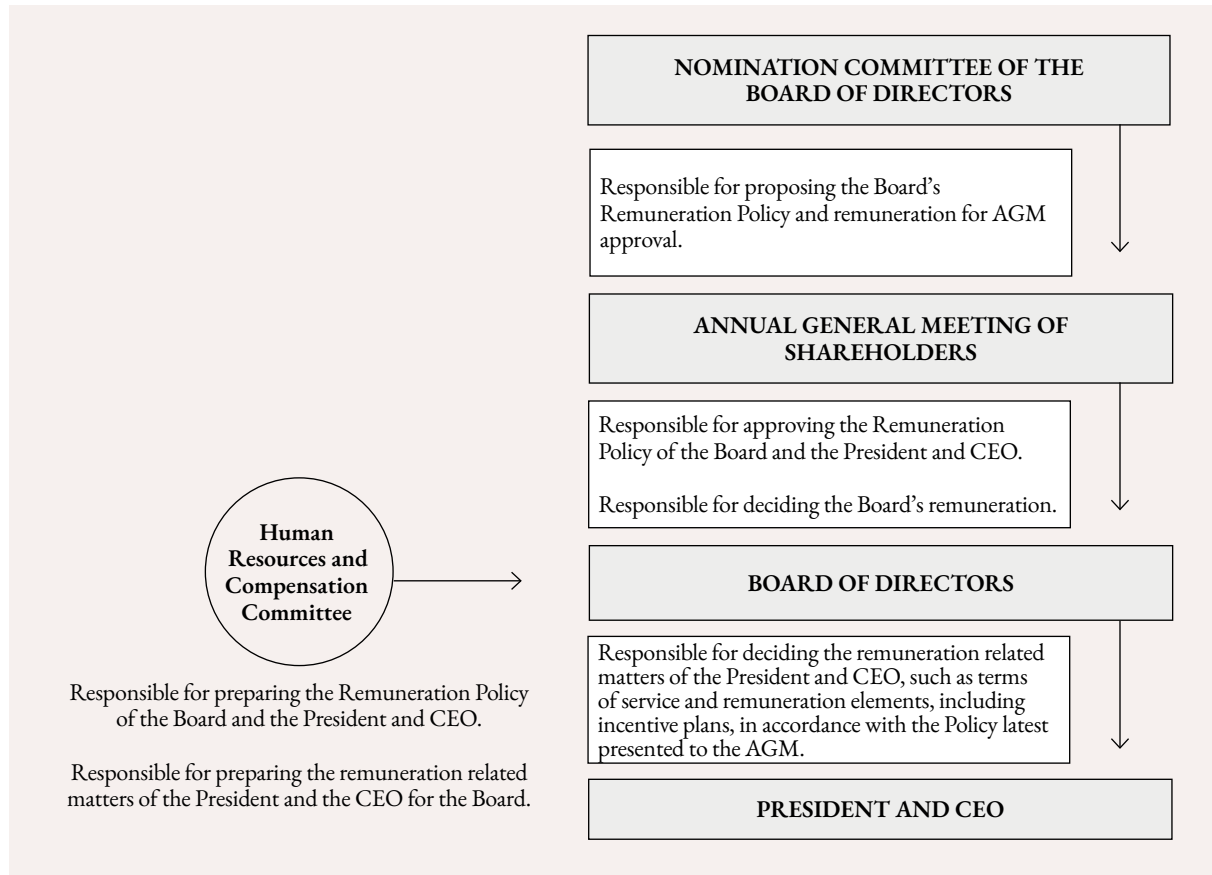 NOMINATION COMMITTEE OF THE
BOARD OF DIRECTORS
Responsible for proposing the Board’s
Remuneration Policy and remuneration for AGM
approval.
ANNUAL GENERAL MEETING OF
SHAREHOLDERS
Responsible for approving the Remuneration
Policy of the Board and the President and CEO.
Responsible for deciding the Board’s remuneration.
Human
Resources and
Compensation
Committee
Responsible for preparing the Remuneration Policy
of the Board and the President and CEO.
Responsible for preparing the remuneration related
matters of the President and the CEO for the Board.
BOARD OF DIRECTORS
Responsible for deciding the remuneration related
matters of the President and CEO, such as terms
of service and remuneration elements, including
incentive plans, in accordance with the Policy latest
presented to the AGM.
PRESIDENT AND CEO